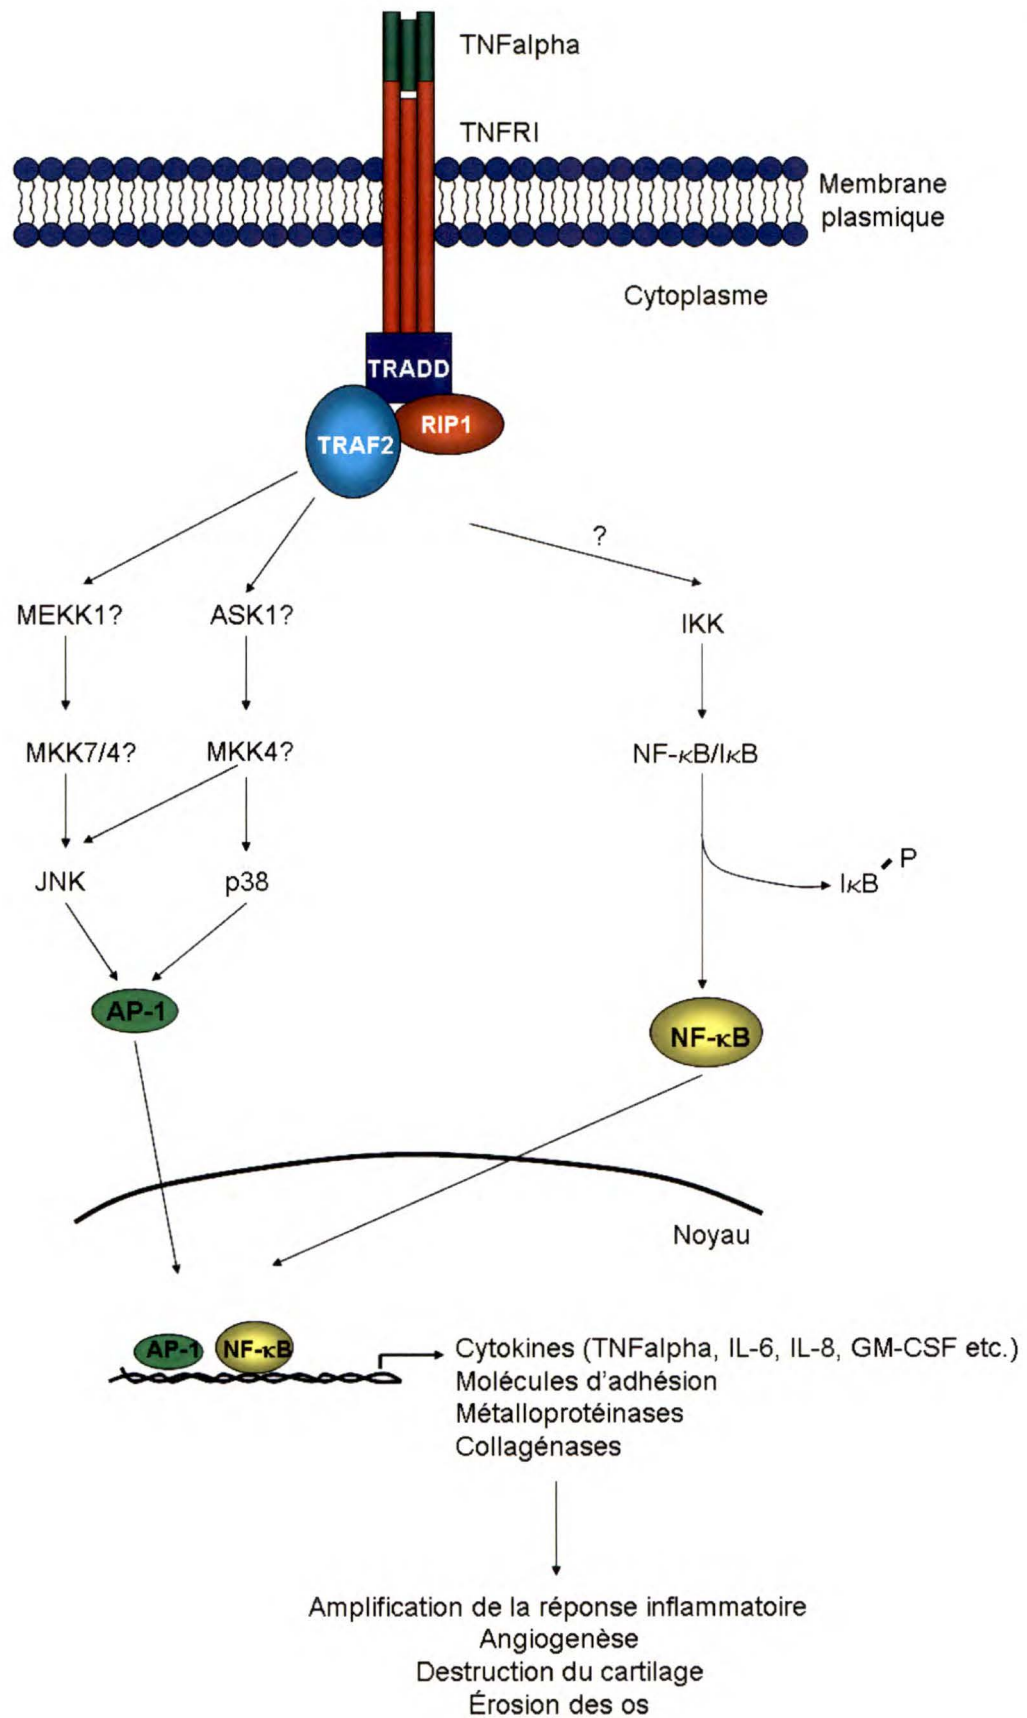 TNFalpha
TNFRI
Membrane
plasmique
Cytoplasme
TRADD
RIP1
TRAF2
?
MEKK1?
ASK1?
IKK
MKK7/4?
MKK4?
NF-κB/IκB
JNK
p38
IκB
P
AP-1
NF-κB
Noyau
AP-1
NF-κB
Cytokines (TNFalpha, IL-6, IL-8, GM-CSF etc.)
Molécules d'adhésion
Métalloprotéinases
Collagénases
Amplification de la réponse inflammatoire
Angiogenèse
Destruction du cartilage
Érosion des os